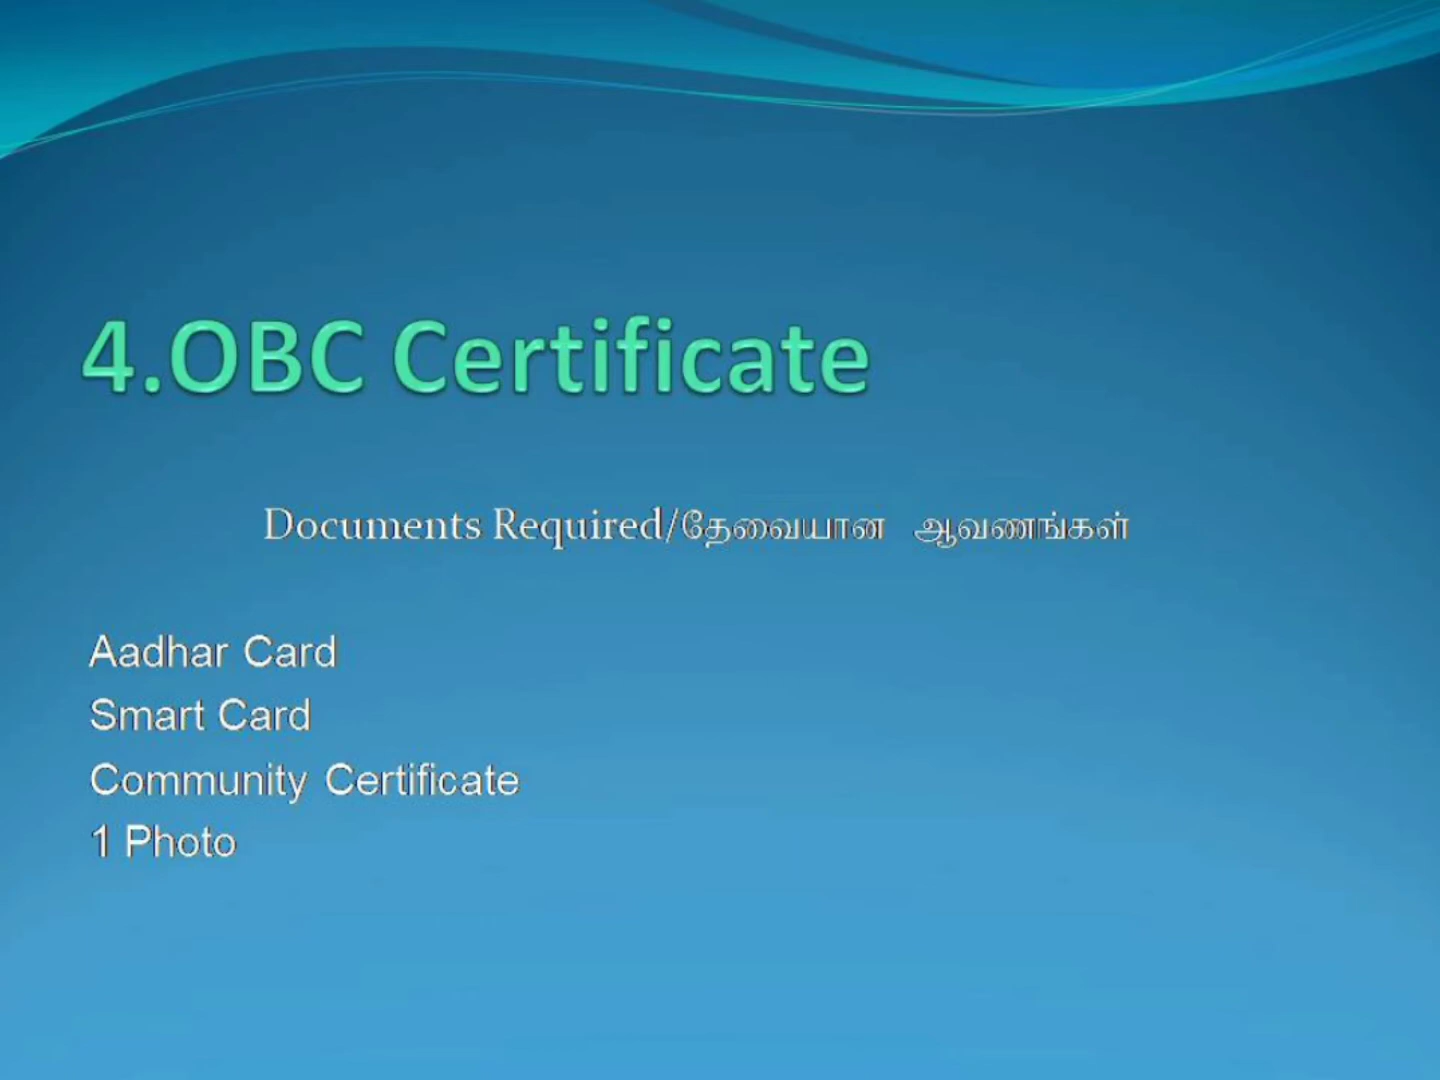 4.OBC Certificate
Documents Required/தேவையான ஆவணங்கள்
Aadhar Card
Smart Card
Community Certificate
1 Photo